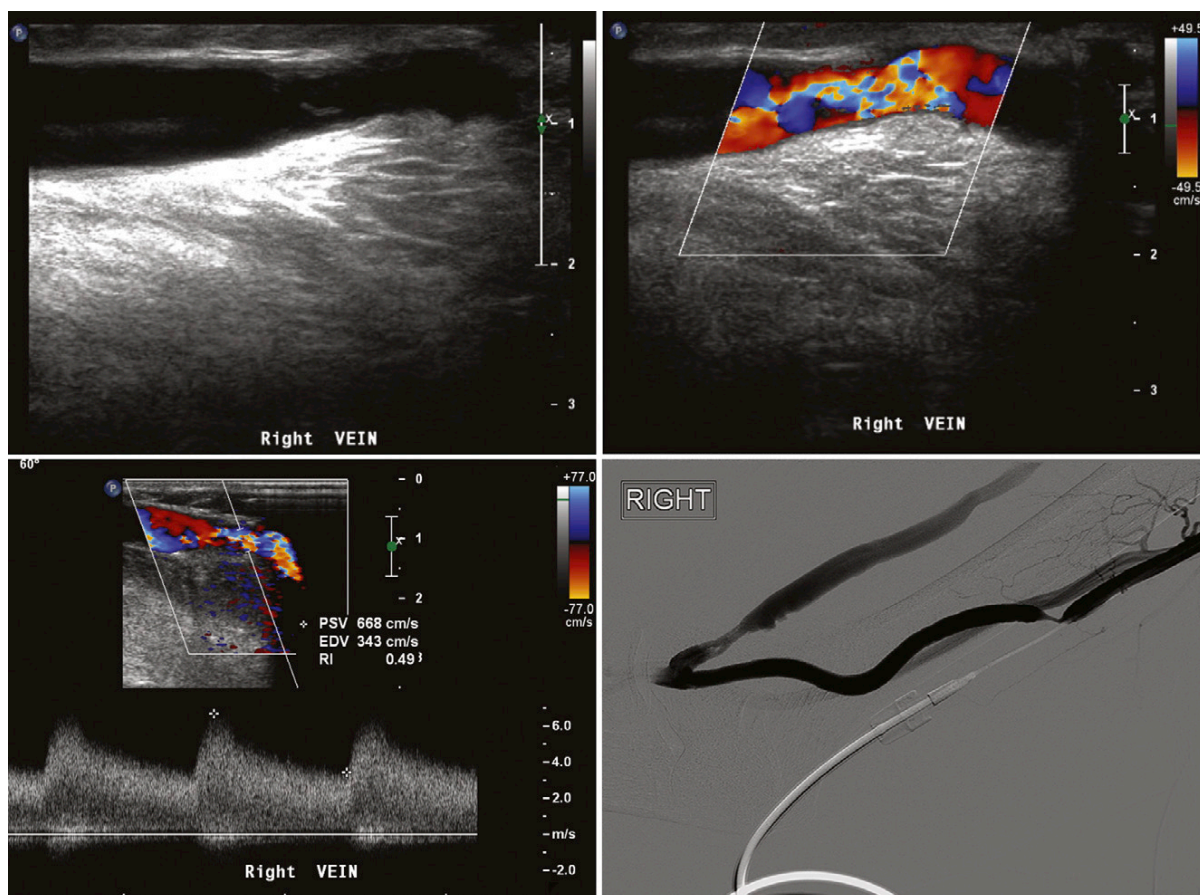 P
X
1
2
3
Right VEIN
P
+49.5
X
1
-49.5
cm/s
2
3
Right VEIN
60°
P
+77.0
0
X
1
2
-77.0
cm/s
PSV 668 cm/s
EDV 343 cm/s
RI 0.49
3
6.0
4.0
2.0
m/s
-2.0
Right VEIN
RIGHT